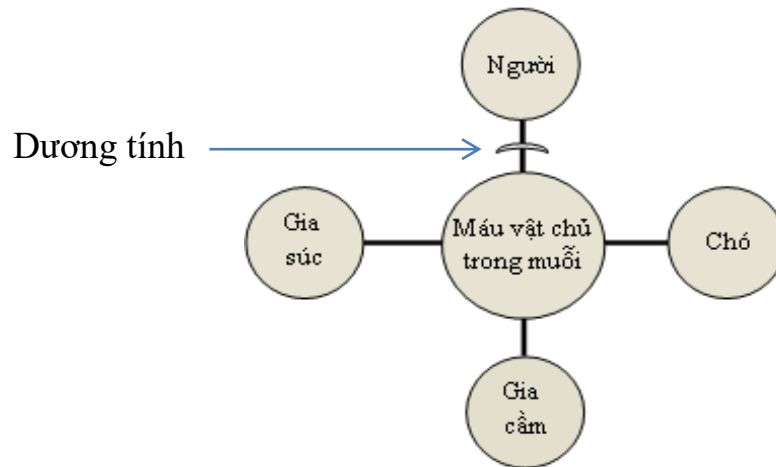 Người
Dương tính
Gia
súc
Máu vật chủ
trong muỗi
Chó
Gia
cầm